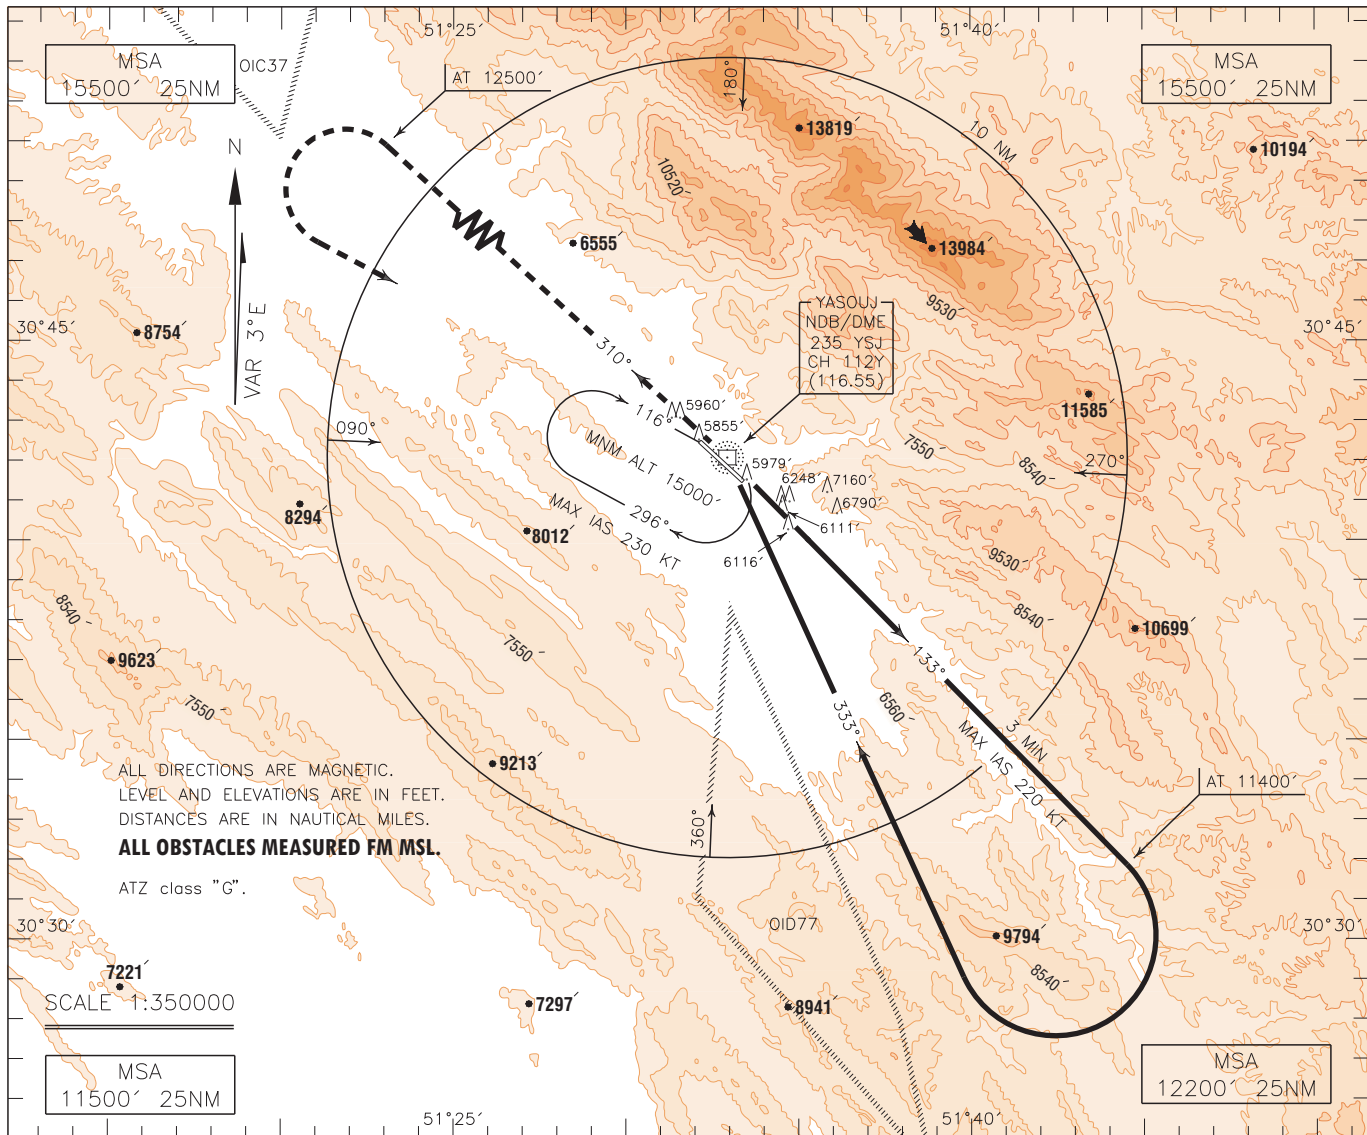 51°25′
51°40′
MSA
15500′ 25NM
OIC37
AT 12500′
180°
10 NM
MSA
15500′ 25NM
13819′
10194′
N
10520′
6555′
13984′
9530′
YASOUJ
NDB/DME
235 YSJ
CH 112Y
(116.55)
30°45′
8754′
VAR 3°E
30°45′
310°
11585′
116°
5960′
5855′
090°
MNM ALT 15000′
5979′
7550′
8540′
270°
6248′
7160′
6790′
6111′
6116′
8294′
8012′
296°
MAX IAS 230 KT
9530′
8540′
8540′
9623′
7550′
7550′
10699′
133°
6560′
333°
3 MIN
MAX IAS 220 KT
9213′
AT 11400′
360°
ALL DIRECTIONS ARE MAGNETIC.
LEVEL AND ELEVATIONS ARE IN FEET.
DISTANCES ARE IN NAUTICAL MILES.
ALL OBSTACLES MEASURED FM MSL.
ATZ class "G".
30°30′
OID77
9794′
30°30′
7221′
8540′
SCALE 1:350000
7297′
8941′
MSA
11500′ 25NM
MSA
12200′ 25NM
51°25′
51°40′